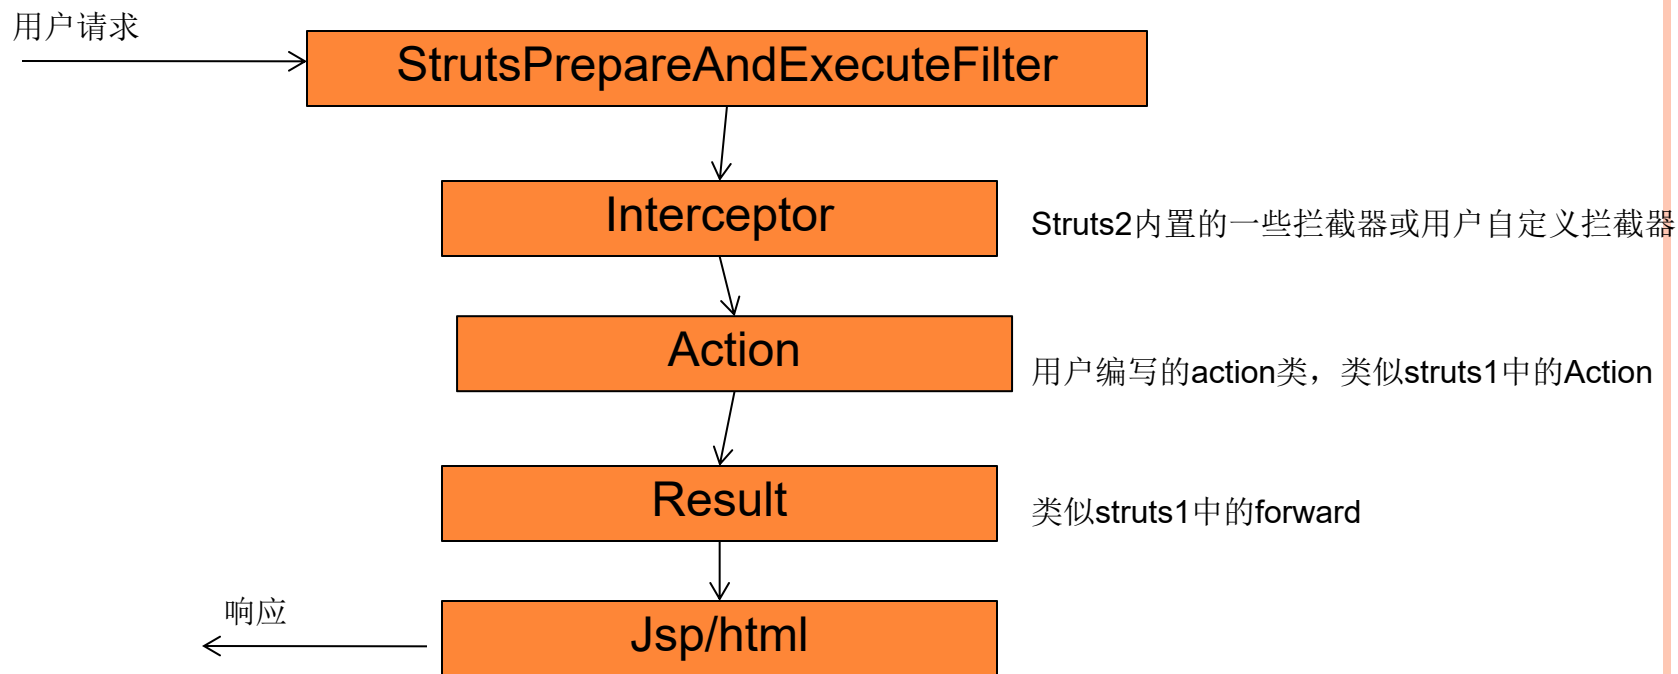 用户请求
StrutsPrepareAndExecuteFilter
Interceptor
Struts2内置的一些拦截器或用户自定义拦截器
Action
用户编写的action类，类似struts1中的Action
Result
类似struts1中的forward
响应
Jsp/html